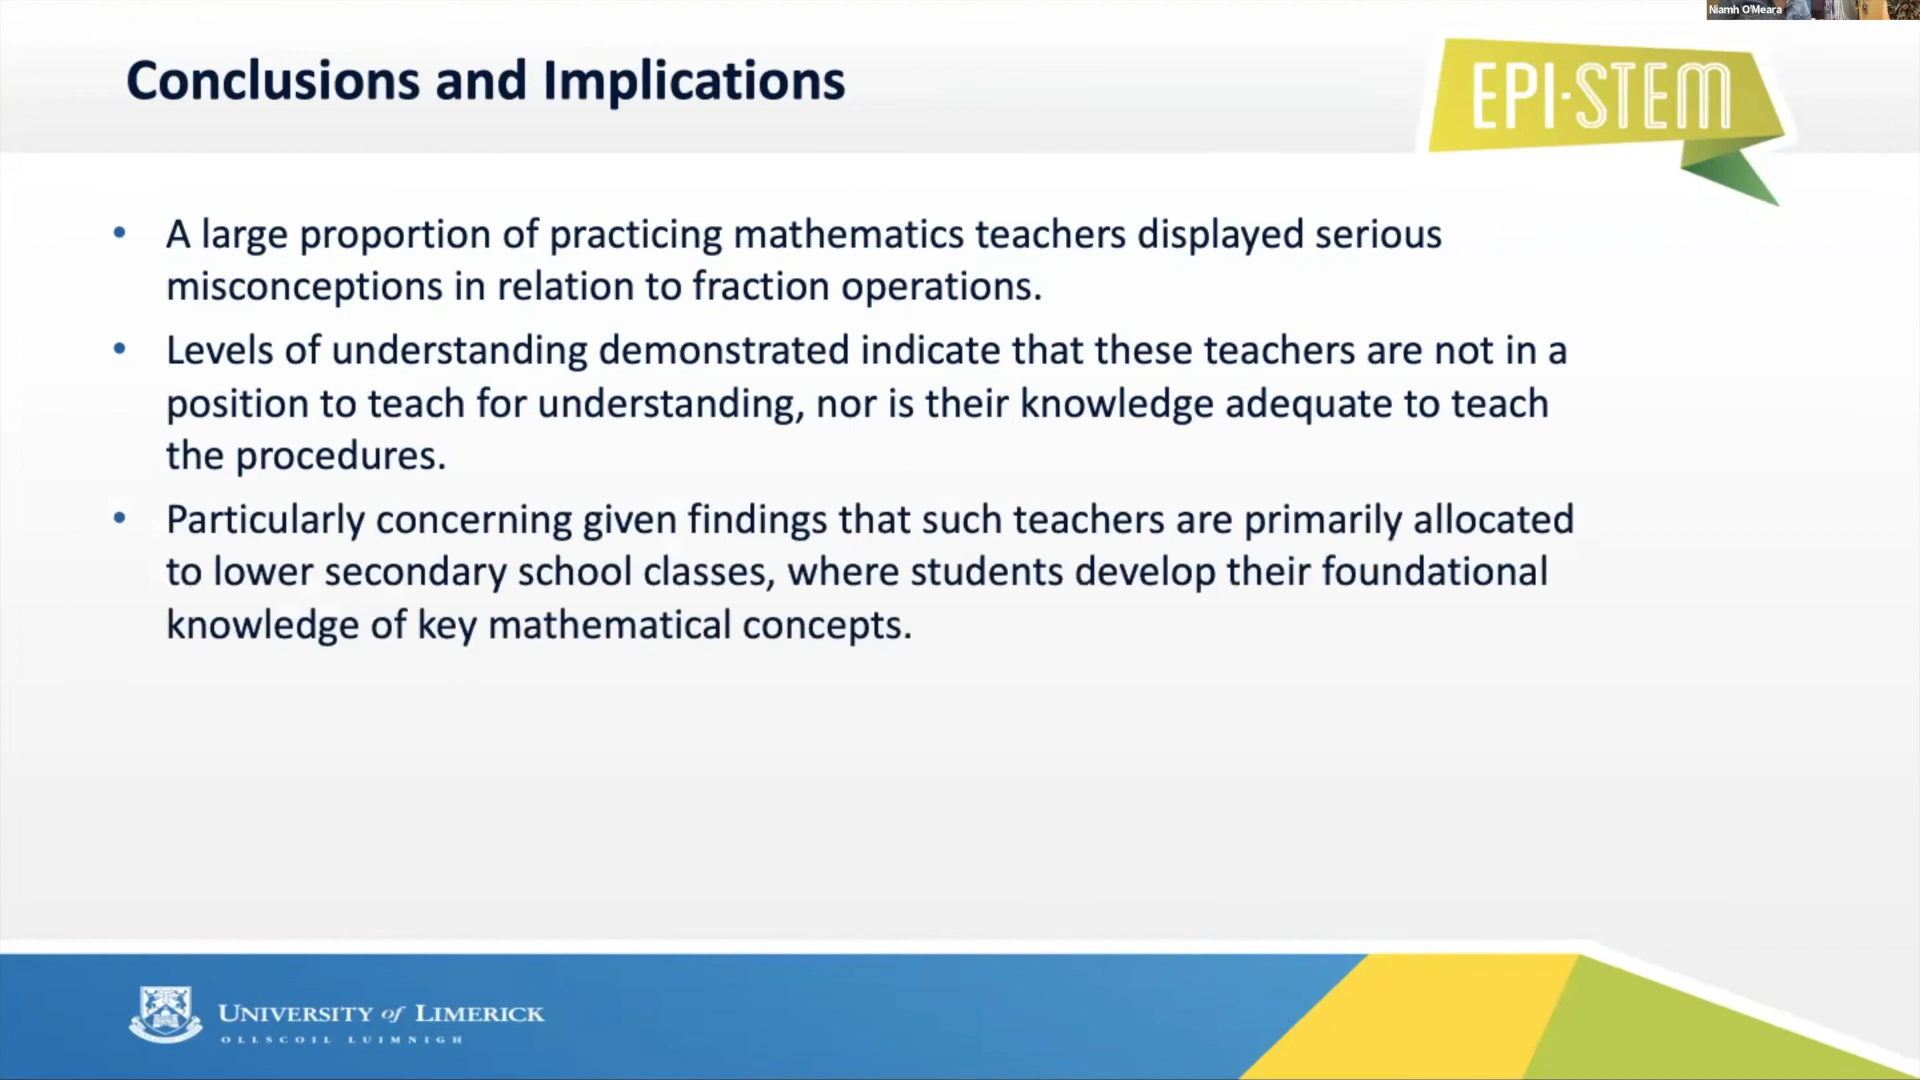 Niamh O'Meara
Conclusions and Implications
EPI·STEM
• A large proportion of practicing mathematics teachers displayed serious
misconceptions in relation to fraction operations.
• Levels of understanding demonstrated indicate that these teachers are not in a
position to teach for understanding, nor is their knowledge adequate to teach
the procedures.
• Particularly concerning given findings that such teachers are primarily allocated
to lower secondary school classes, where students develop their foundational
knowledge of key mathematical concepts.
UNIVERSITY of LIMERICK
OLLSCOIL LUIMNIGH